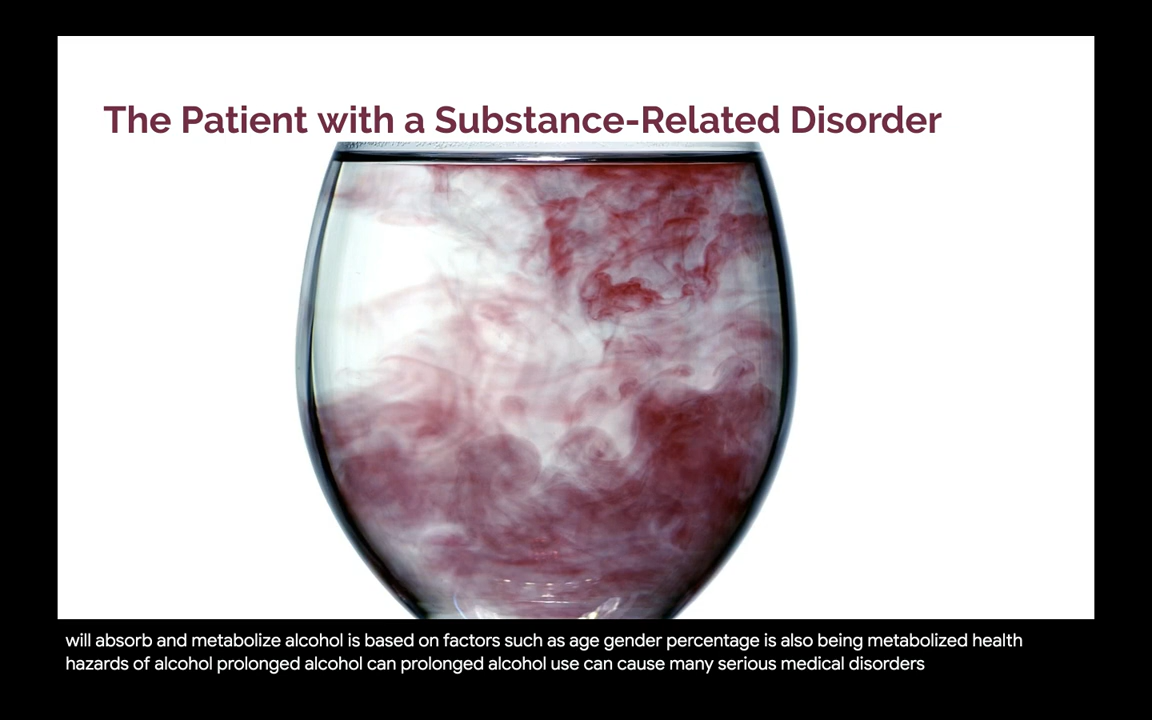 The Patient with a Substance-Related Disorder
will absorb and metabolize alcohol is based on factors such as age gender percentage is also being metabolized health
hazards of alcohol prolonged alcohol can prolonged alcohol use can cause many serious medical disorders